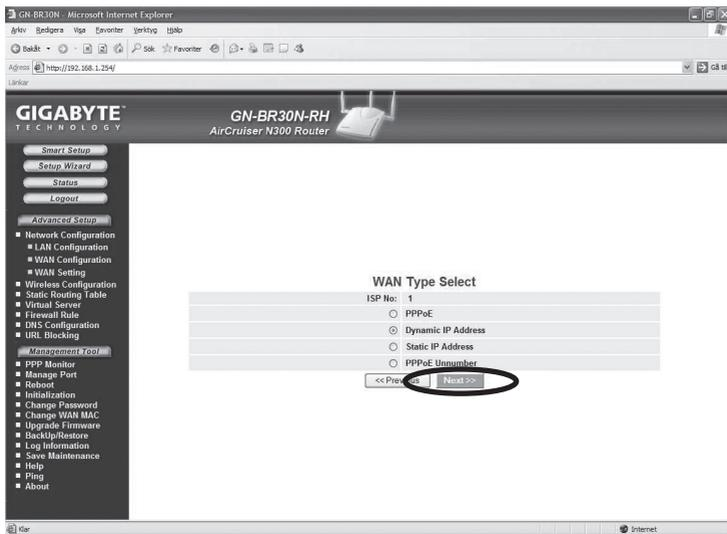 GN-BR30N - Microsoft Internet Explorer
Arkiv Redigera Visa Favoriter Verktyg Hjälp
Bakåt Sök Favoriter
Adress http://192.168.1.254/ Gå til
Länkar
GIGABYTE™
TECHNOLOGY
GN-BR30N-RH
AirCruiser N300 Router
Smart Setup
Setup Wizard
Status
Logout
Advanced Setup
Network Configuration
LAN Configuration
WAN Configuration
WAN Setting
Wireless Configuration
Static Routing Table
Virtual Server
Firewall Rule
DNS Configuration
URL Blocking
Management Tool
PPP Monitor
Manage Port
Reboot
Initialization
Change Password
Change WAN MAC
Upgrade Firmware
BackUp/Restore
Log Information
Save Maintenance
Help
Ping
About
WAN Type Select
ISP No: 1
PPPoE
Dynamic IP Address
Static IP Address
PPPoE Unnumber
<< Previous Next >>
Klar Internet